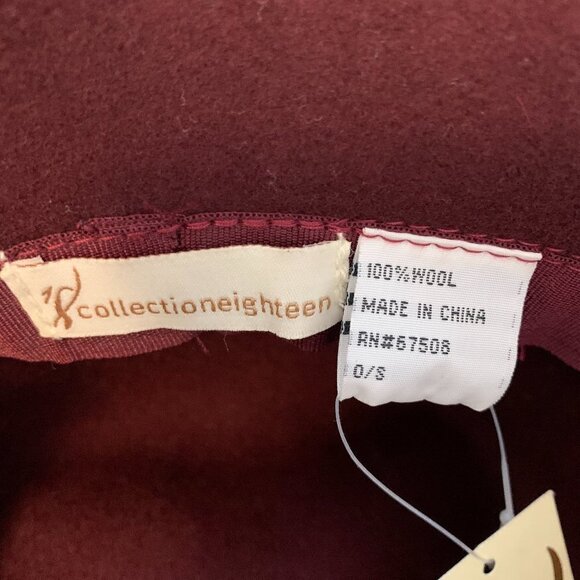 18 collectioneighteen
100%WOOL
MADE IN CHINA
RN#67508
O/S